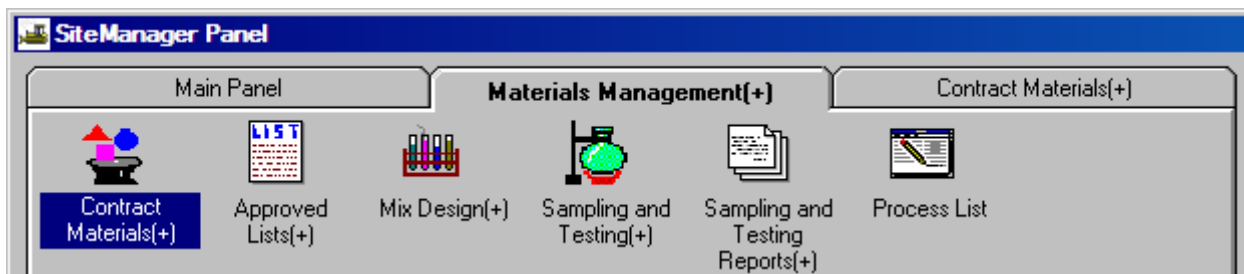 SiteManager Panel
Main Panel
Materials Management(+)
Contract Materials(+)
LIST
Contract
Materials(+)
Approved
Lists(+)
Mix Design(+)
Sampling and
Testing(+)
Sampling and
Testing
Reports(+)
Process List